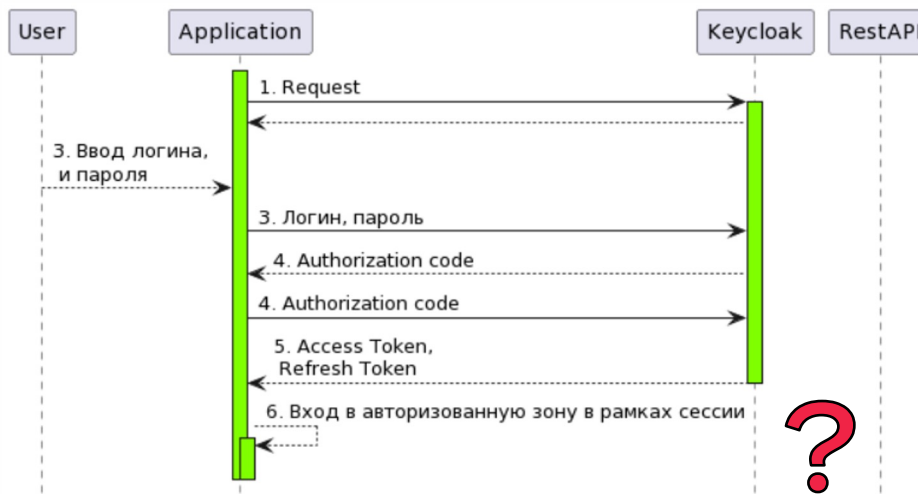 User
Application
Keycloak
RestAPI
1. Request
3. Ввод логина,
и пароля
3. Логин, пароль
4. Authorization code
4. Authorization code
5. Access Token,
Refresh Token
6. Вход в авторизованную зону в рамках сессии
?